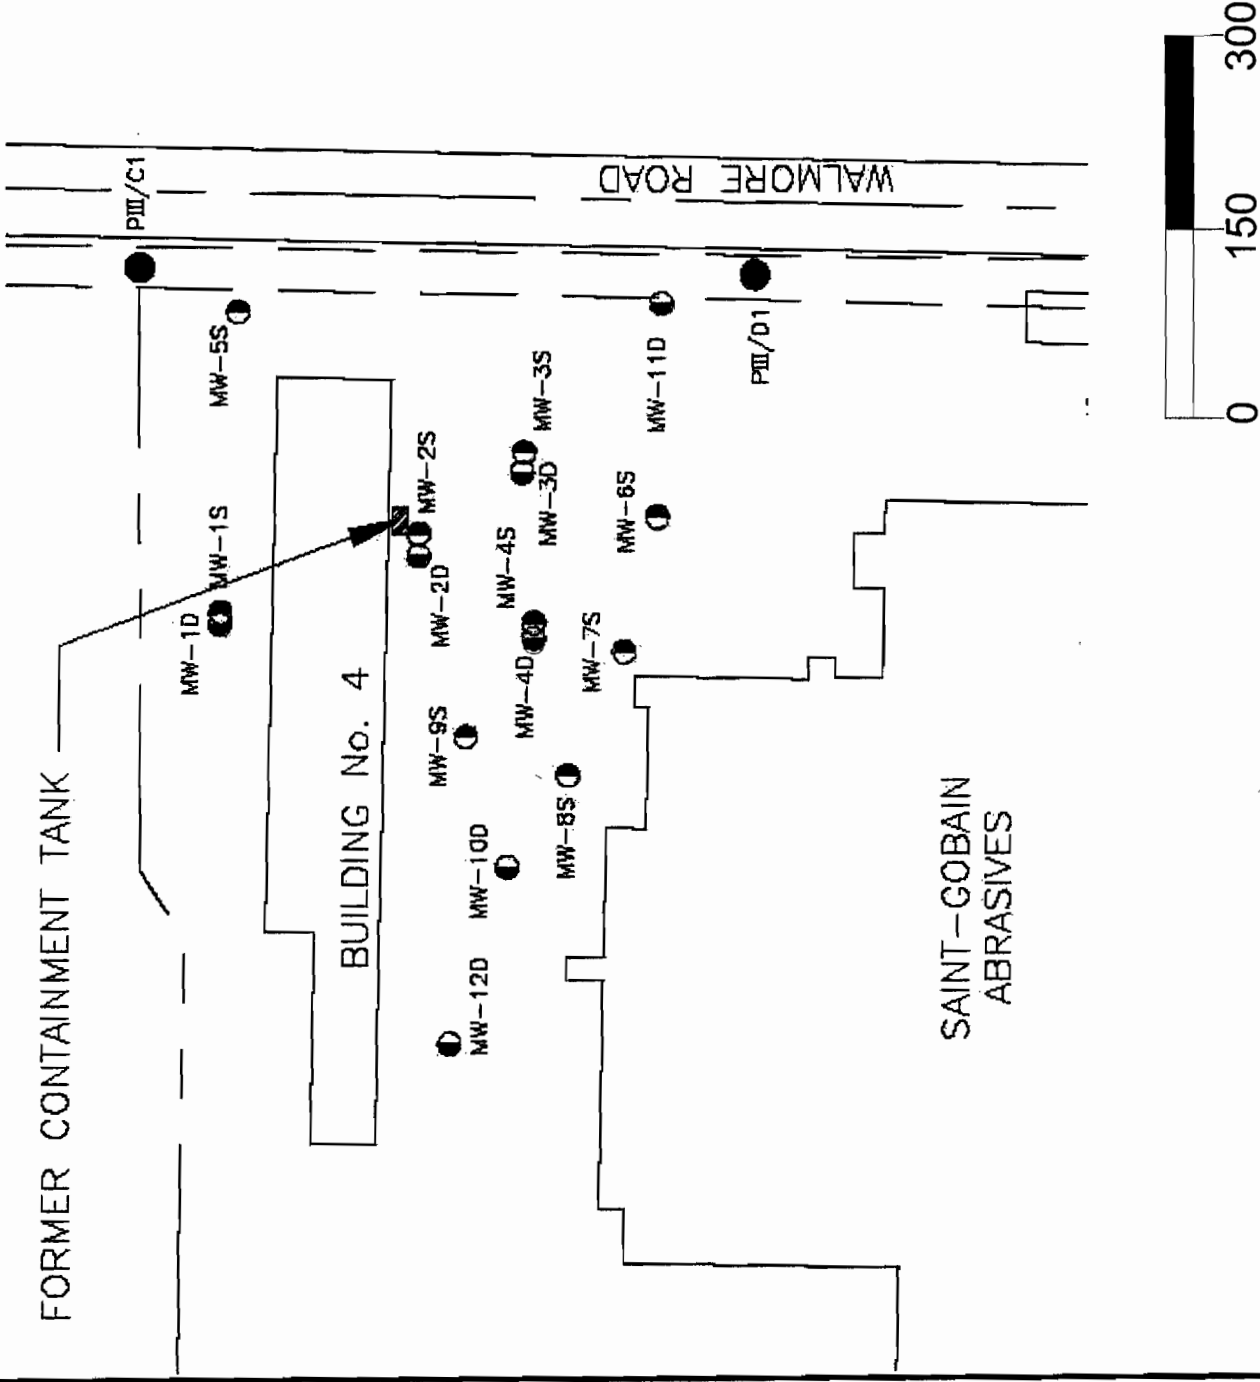 FORMER CONTAINMENT TANK
PIII/C1
WALMORE ROAD
MW-5S
MW-1S
MW-1D
BUILDING No. 4
MW-2S
MW-2D
MW-3S
MW-3D
MW-4S
MW-4D
MW-9S
MW-10D
MW-12D
MW-6S
MW-7S
MW-8S
MW-11D
PIII/D1
SAINT-GOBAIN
ABRASIVES
0 150 300